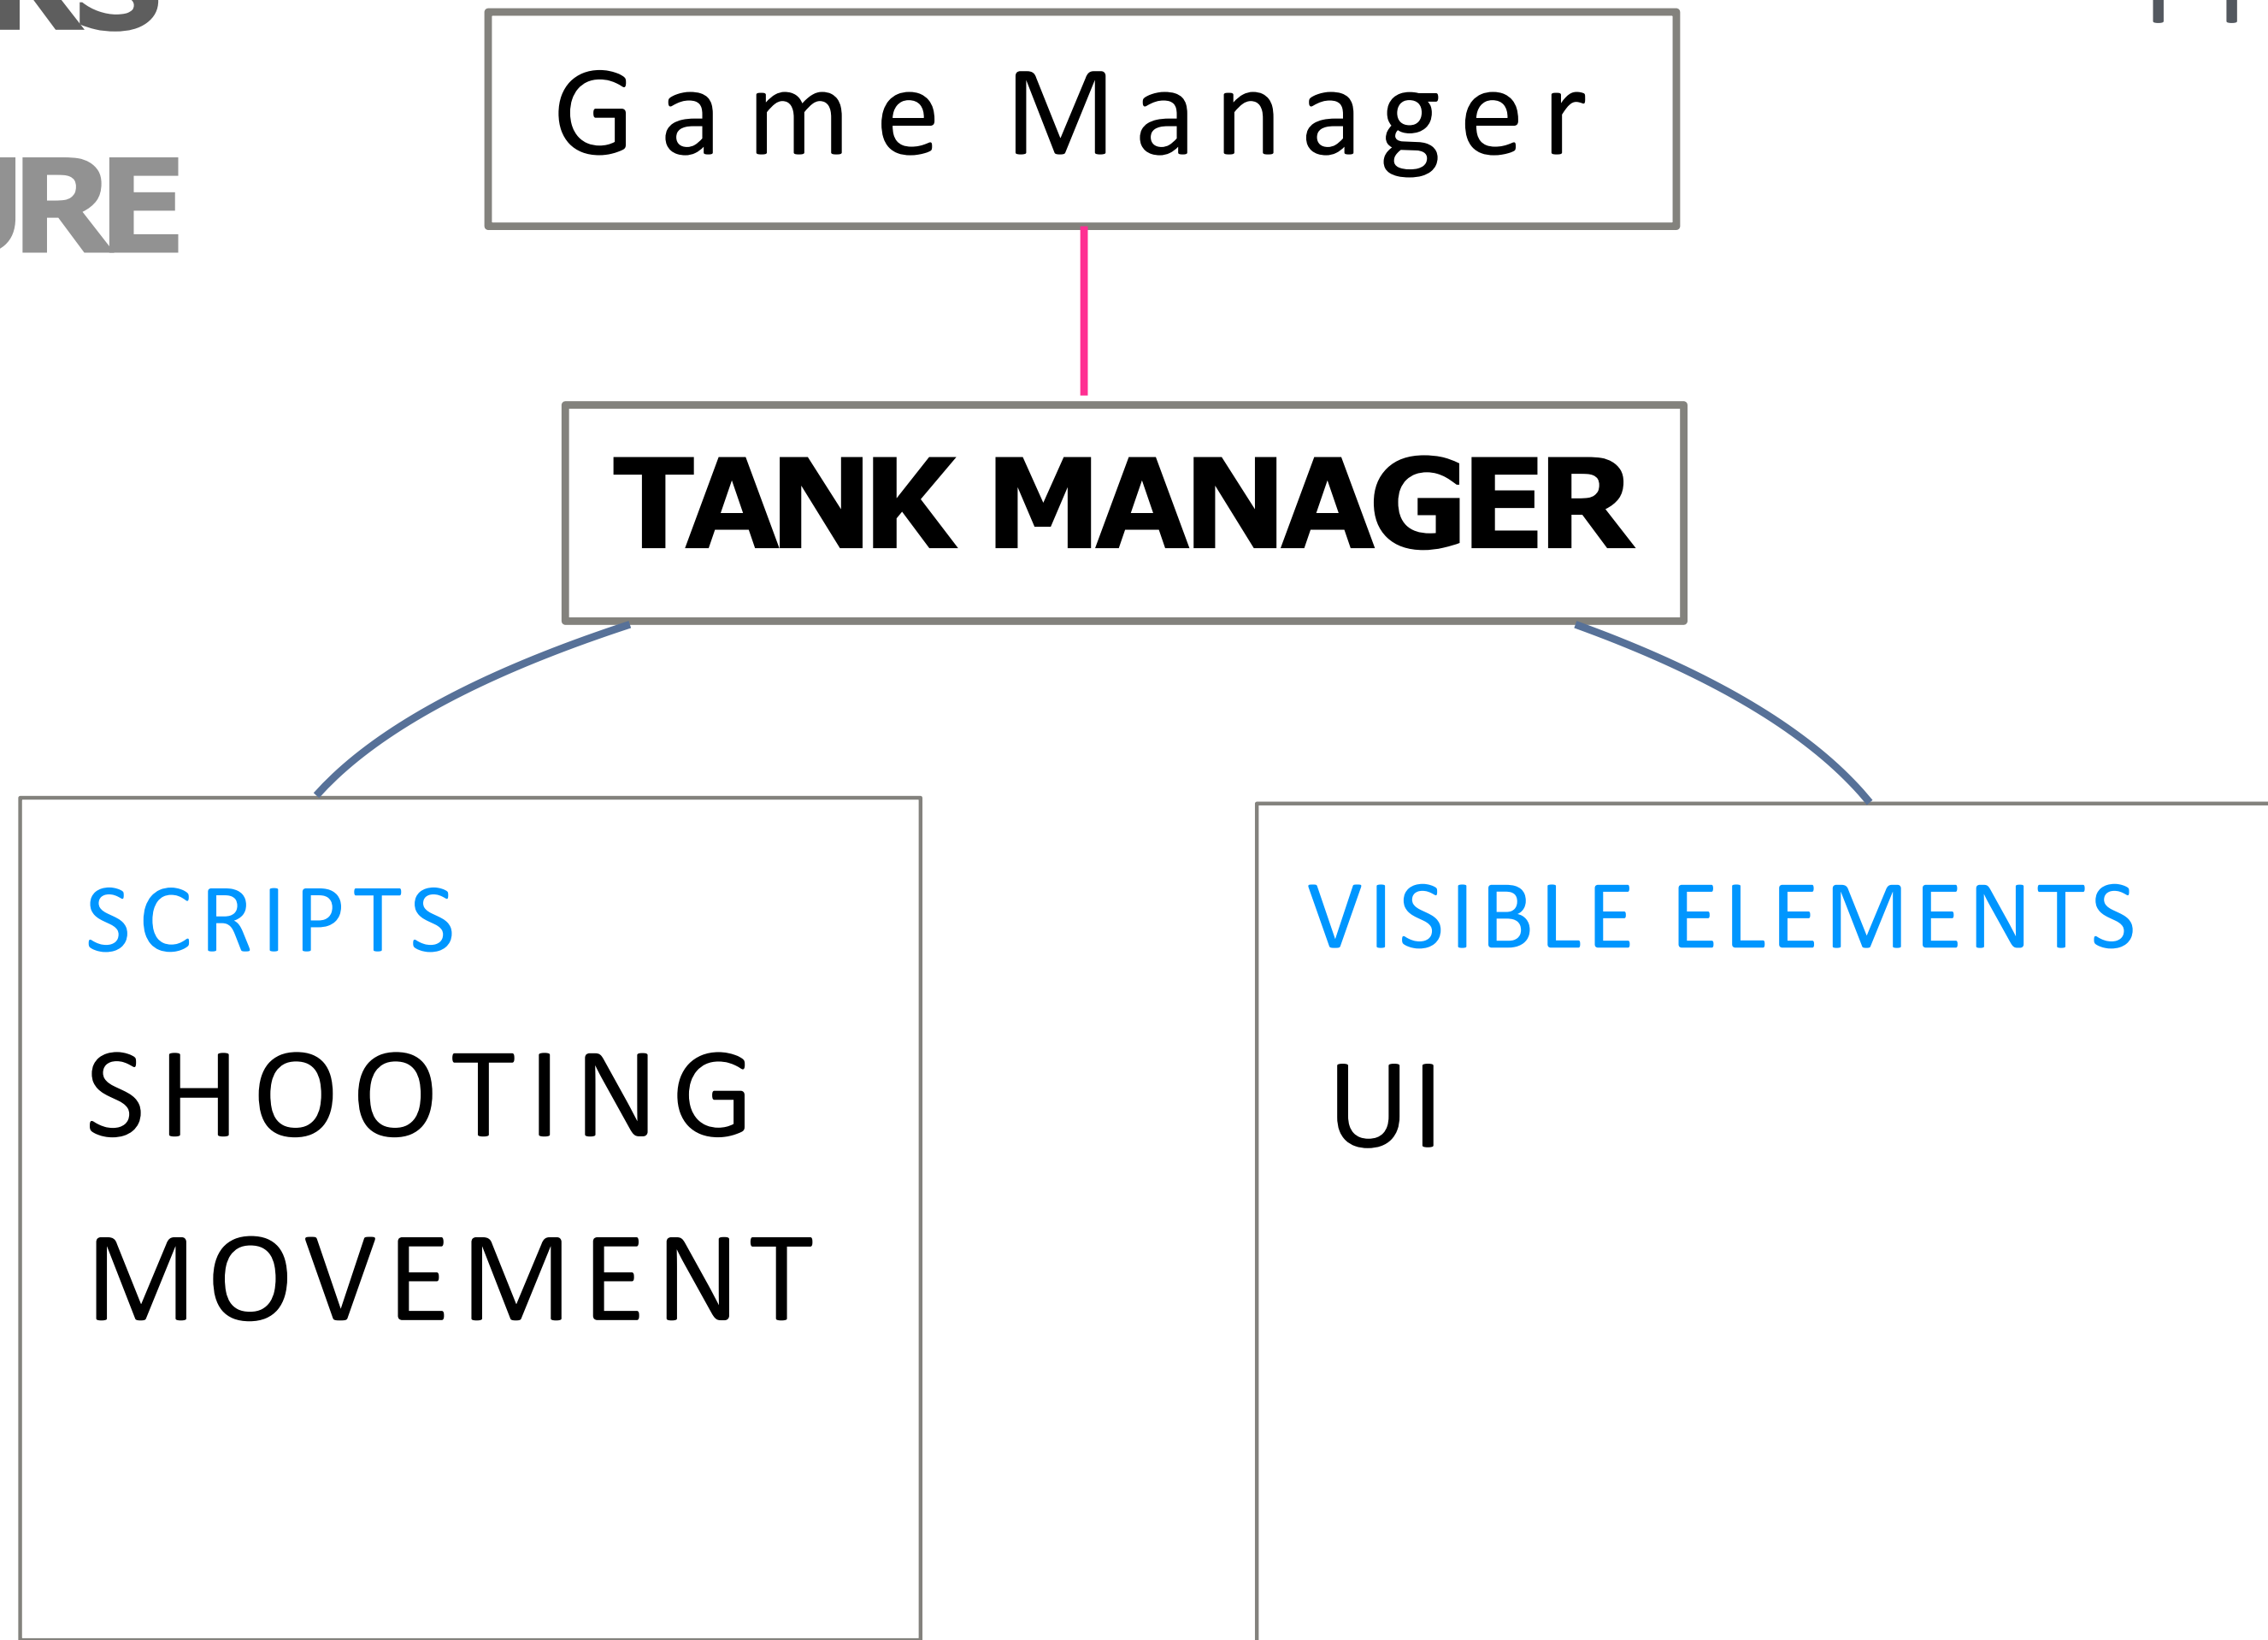 Game Manager
TANK MANAGER
SCRIPTS
SHOOTING
MOVEMENT
VISIBLE ELEMENTS
UI